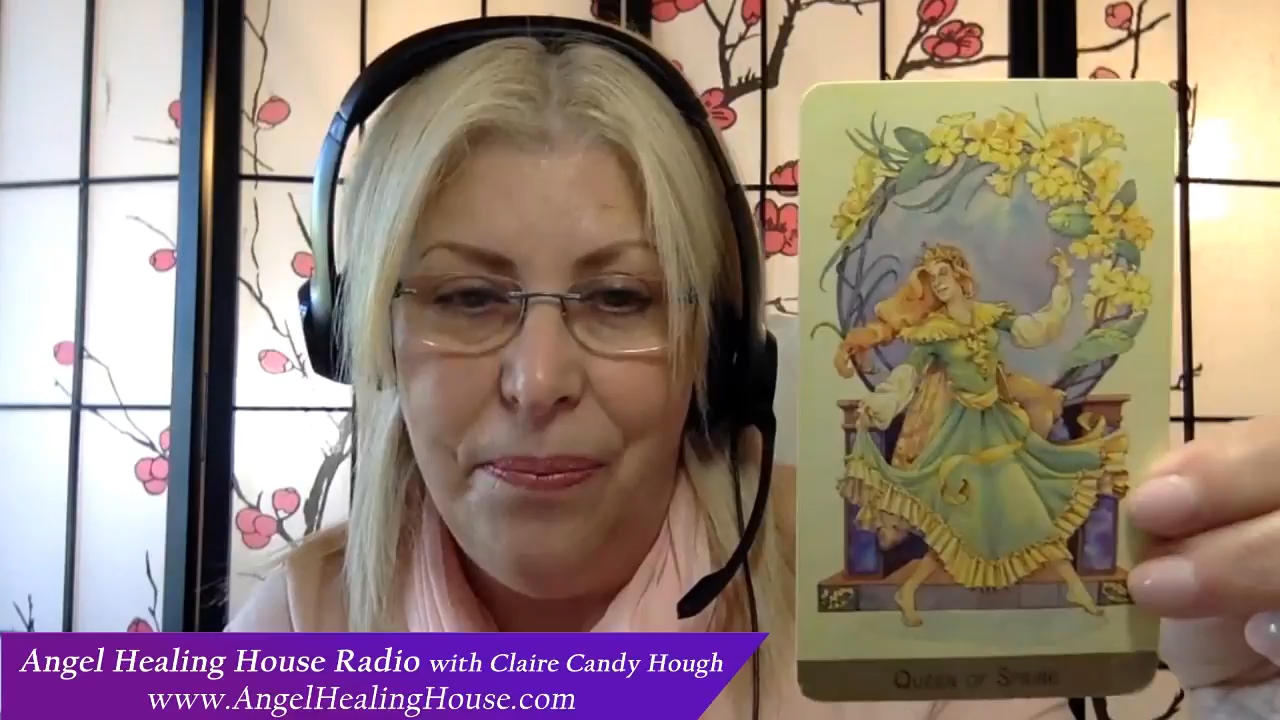 Queen of Spring
Angel Healing House Radio with Claire Candy Hough
www.AngelHealingHouse.com